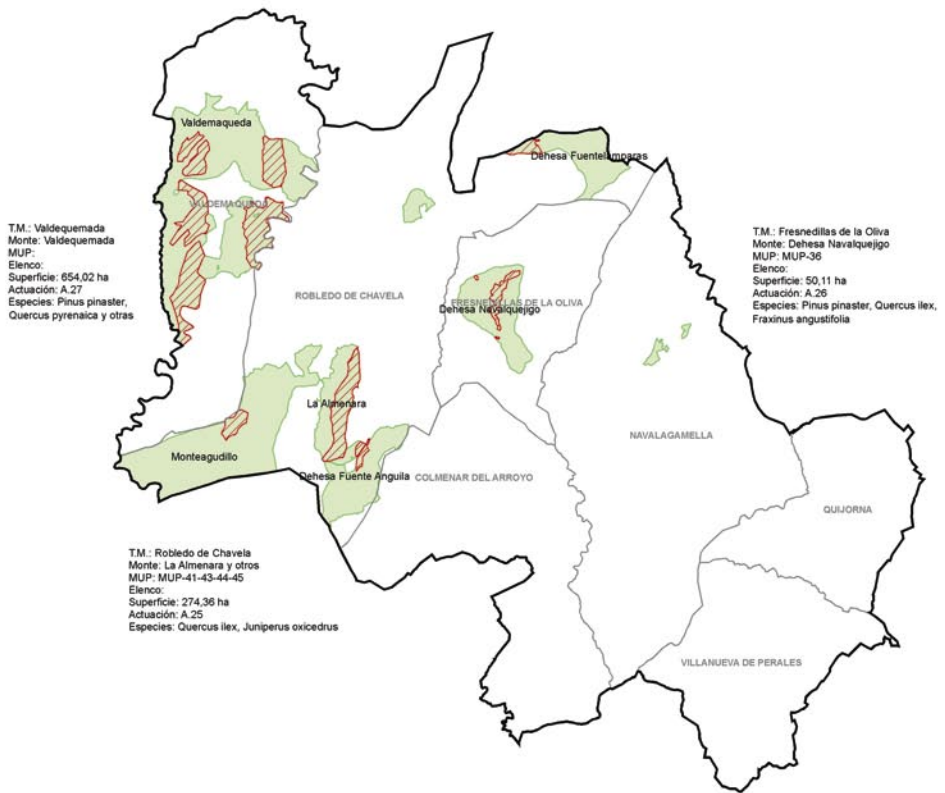 Valdemaqueda
Dehesa Fuentelamparas
VALDEMAQUEDA
T.M.: Valdequemada
Monte: Valdequemada
MUP:
Elenco:
Superficie: 654,02 ha
Actuación: A.27
Especies: Pinus pinaster,
Quercus pyrenaica y otras
T.M.: Fresnedillas de la Oliva
Monte: Dehesa Navalquejigo
MUP: MUP-36
Elenco:
Superficie: 50,11 ha
Actuación: A.26
Especies: Pinus pinaster, Quercus ilex,
Fraxinus angustifolia
ROBLEDO DE CHAVELA
FRESNEDILLAS DE LA OLIVA
Dehesa Navalquejigo
La Almenara
NAVALAGAMELLA
Monteagudillo
Dehesa Fuente Anguila
COLMENAR DEL ARROYO
QUIJORNA
T.M.: Robledo de Chavela
Monte: La Almenara y otros
MUP: MUP-41-43-44-45
Elenco:
Superficie: 274,36 ha
Actuación: A.25
Especies: Quercus ilex, Juniperus oxicedrus
VILLANUEVA DE PERALES